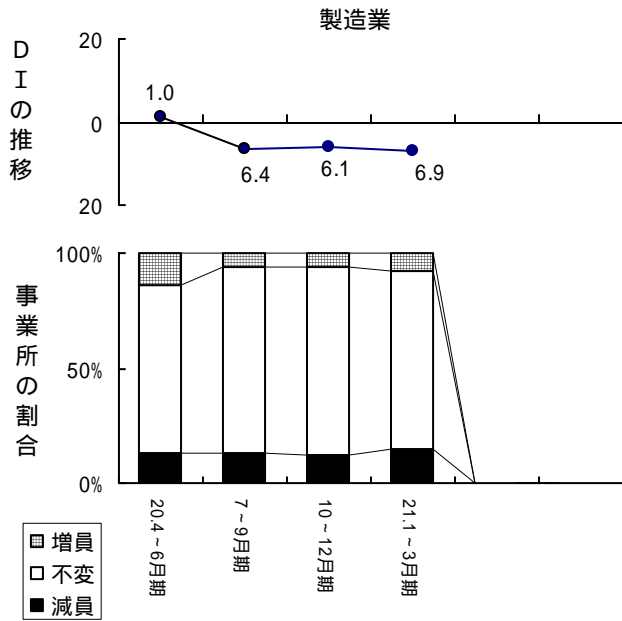 製造業
DIの推移
20
0
20
1.0
6.4
6.1
6.9
事業所の割合
100%
50%
0%
20.4~6月期
7~9月期
10~12月期
21.1~3月期
増員
不変
減員